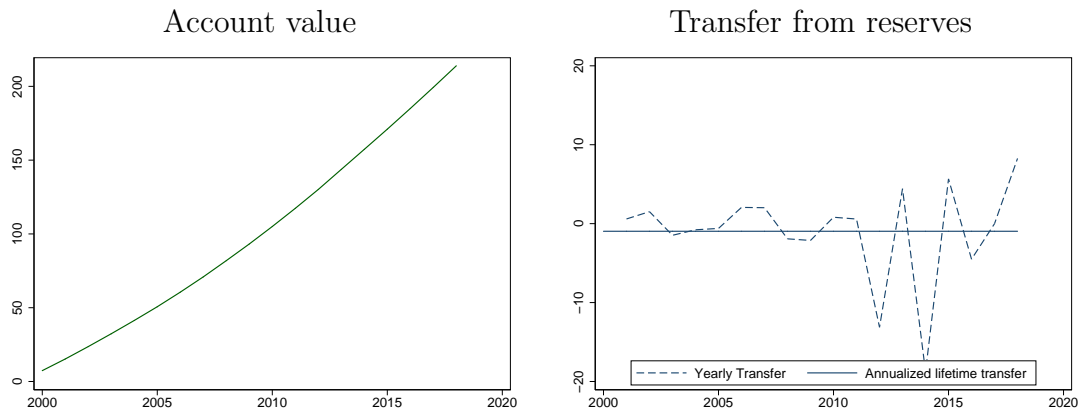 Account value
200
150
100
50
0
2000 2005 2010 2015 2020
Transfer from reserves
20
10
0
−10
−20
Yearly Transfer Annualized lifetime transfer
2000 2005 2010 2015 2020